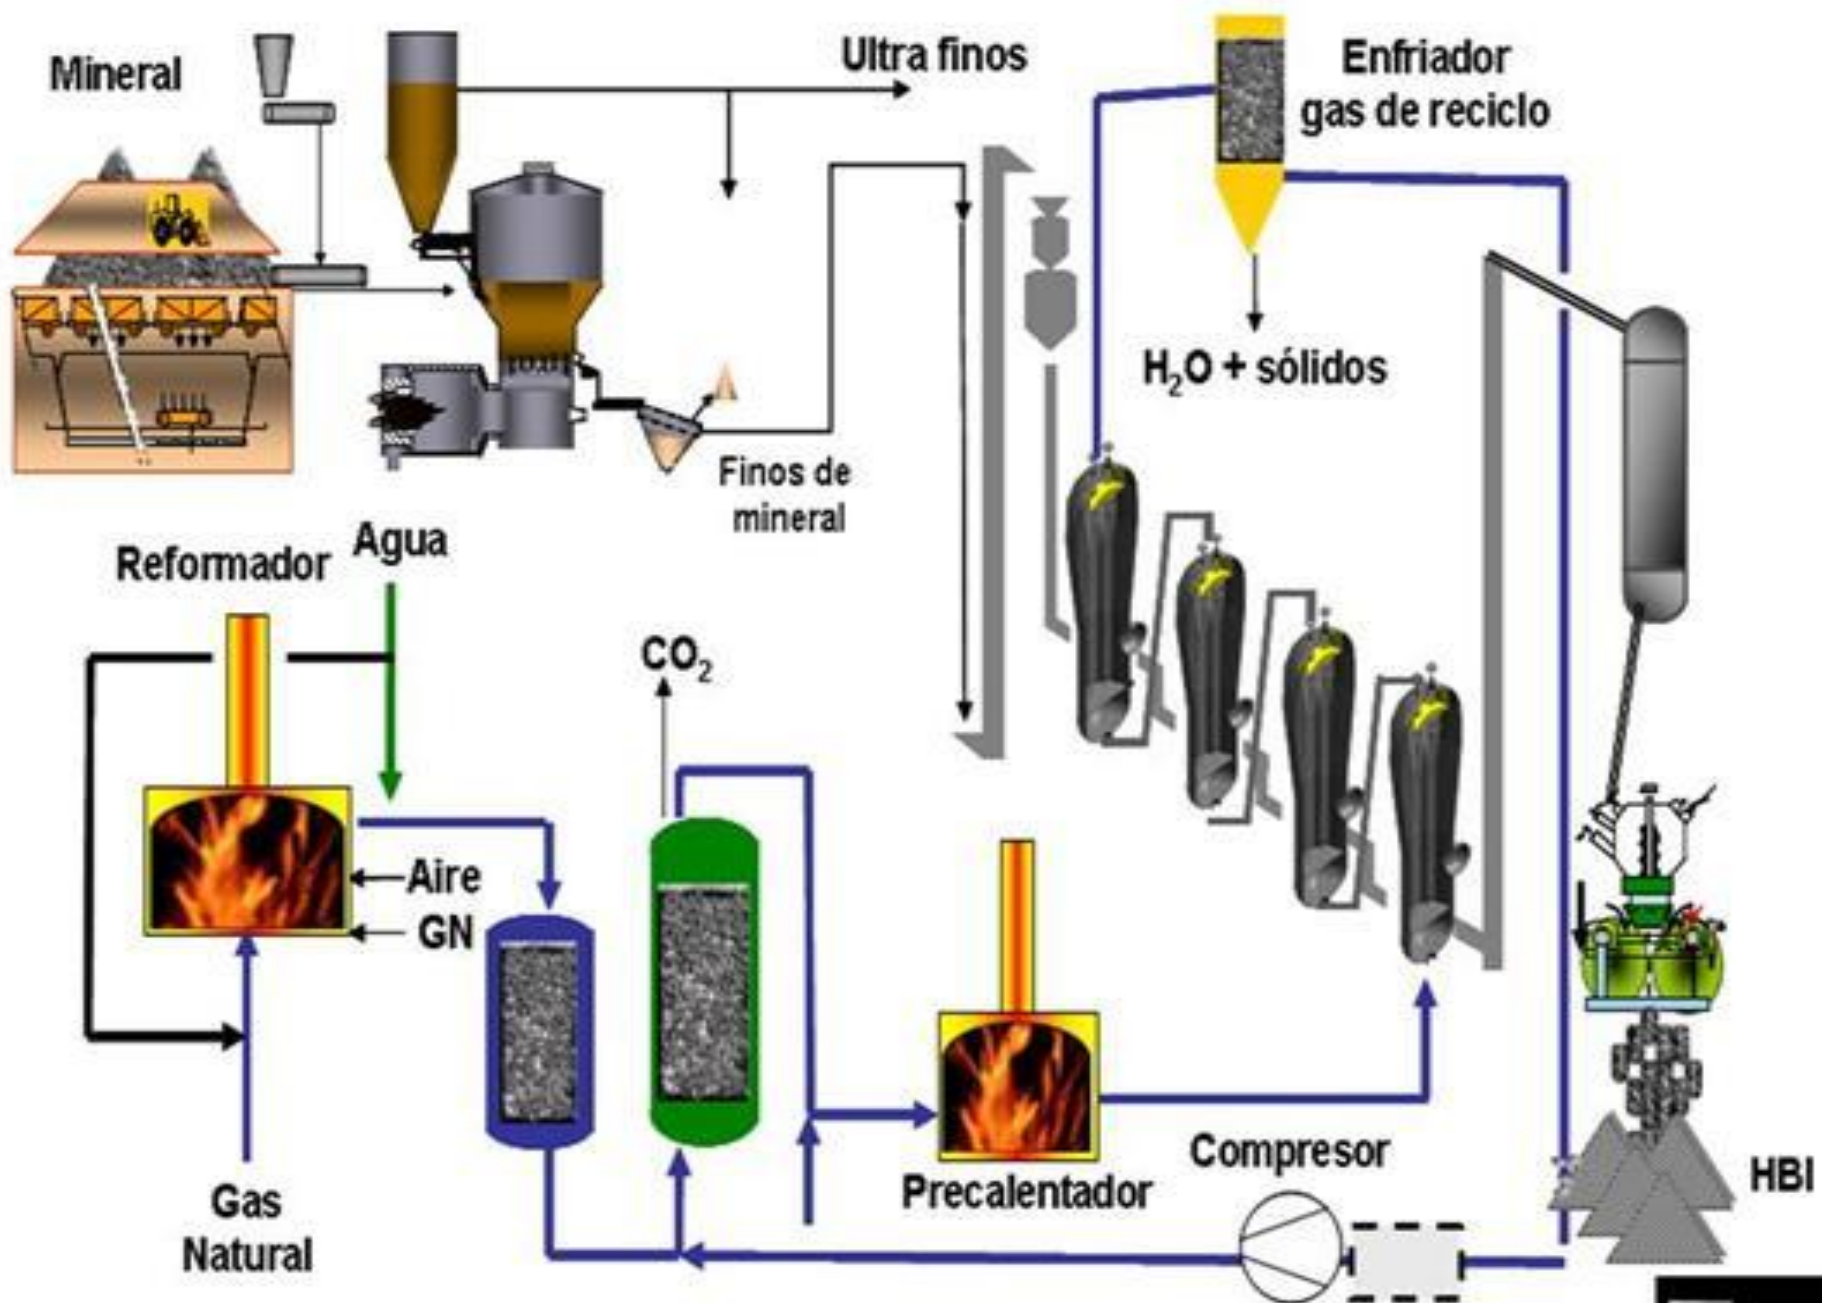 Mineral
Ultra finos
Enfriador
gas de reciclo
H₂O + sólidos
Finos de
mineral
Reformador
Agua
CO₂
Aire
GN
Gas
Natural
Precalentador
Compresor
HBI